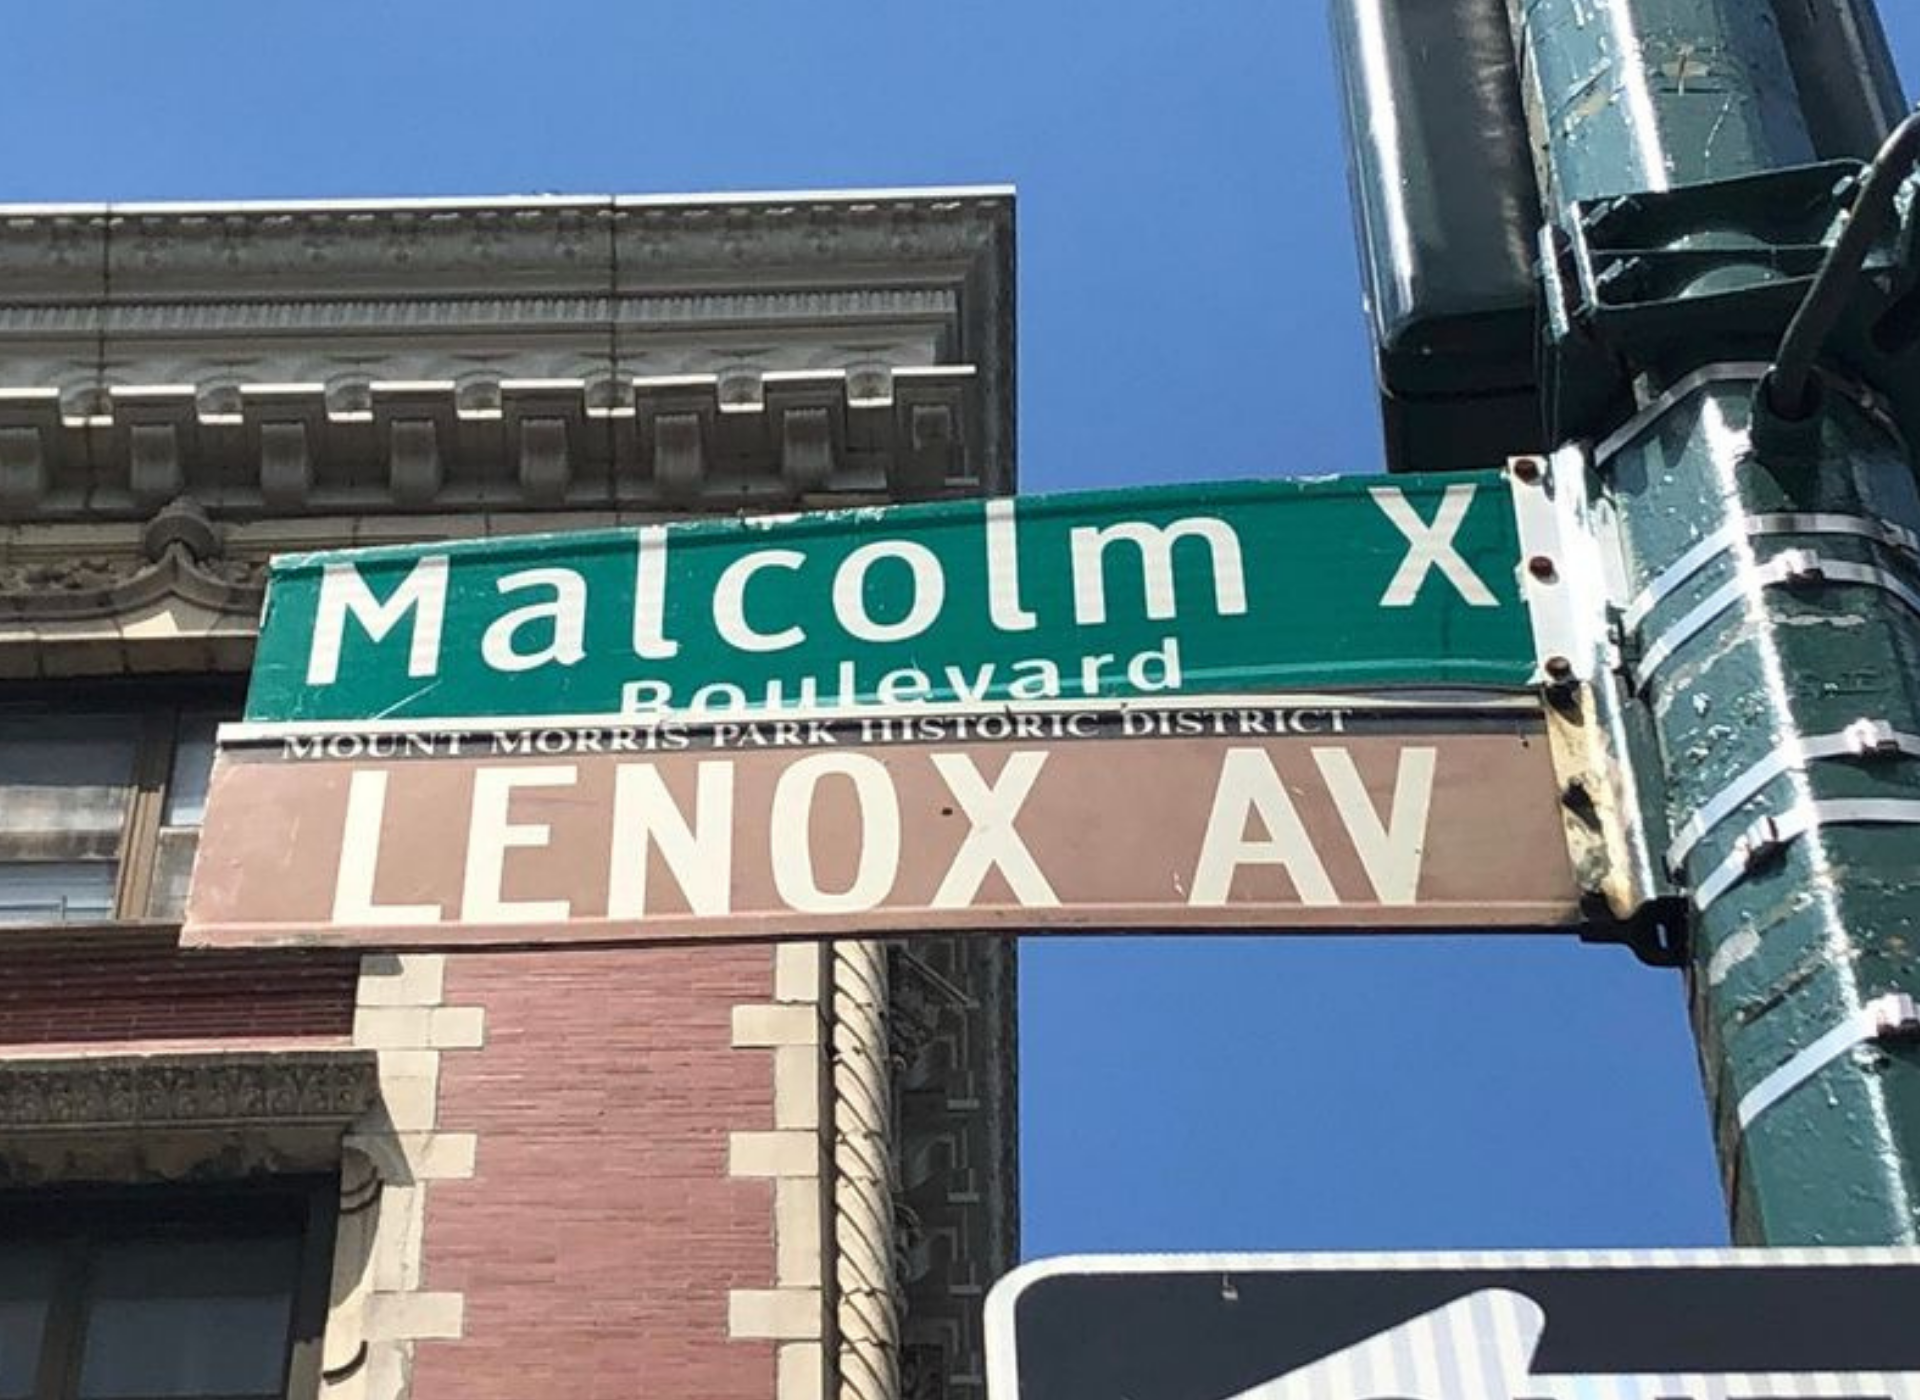 Malcolm X
Boulevard
MOUNT MORRIS PARK HISTORIC DISTRICT
LENOX AV